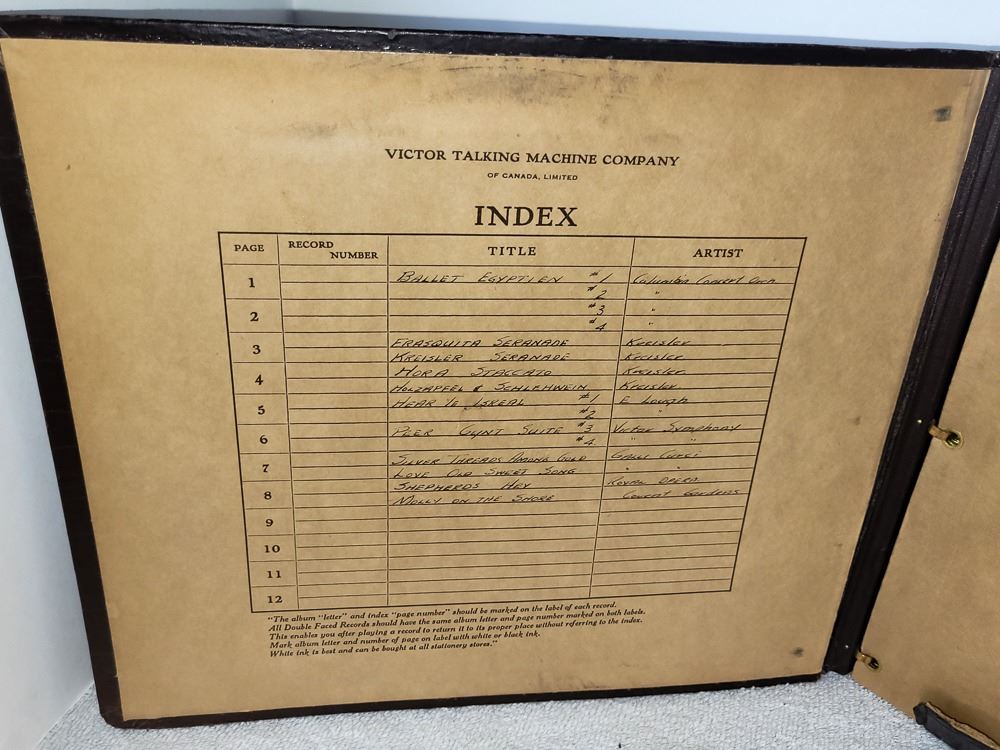 VICTOR TALKING MACHINE COMPANY
OF CANADA, LIMITED
INDEX
PAGE RECORD NUMBER TITLE ARTIST
1 BALLET EGYPTIEN #1 Columbia Concert Orch
#2 "
2 #3 "
#4 "
3 FRASQUITA SERANADE Kreisler
KREISLER SERANADE Kreisler
4 HORA STACCATO Kreisler
HOLZAPFEL & SCHLEHWEIN Kreisler
5 HEAR YE ISREAL #1 E Lough
#2 "
6 PEER GYNT SUITE #3 Victor Symphony
#4 " "
7 SILVER THREADS AMONG GOLD GALLI CURCI
LOVE OLD SWEET SONG " "
8 SHEPHERDS HEY ROYAL OPERA
MOLLY ON THE SHORE Covent Gardens
9
10
11
12
"The album "letter" and index "page number" should be marked on the label of each record.
All Double Faced Records should have the same album letter and page number marked on both labels.
This enables you after playing a record to return it to its proper place without referring to the index.
Mark album letter and number of page on label with white or black ink.
White ink is best and can be bought at all stationery stores."